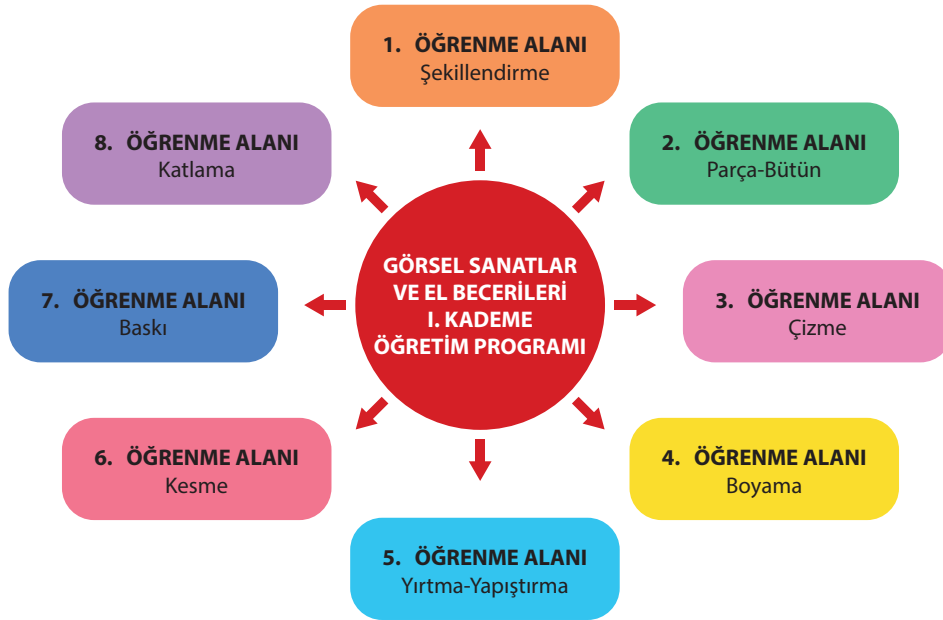 1. ÖĞRENME ALANI
Şekillendirme
8. ÖĞRENME ALANI
Katlama
2. ÖĞRENME ALANI
Parça-Bütün
GÖRSEL SANATLAR
VE EL BECERİLERİ
I. KADEME
ÖĞRETİM PROGRAMI
7. ÖĞRENME ALANI
Baskı
3. ÖĞRENME ALANI
Çizme
6. ÖĞRENME ALANI
Kesme
4. ÖĞRENME ALANI
Boyama
5. ÖĞRENME ALANI
Yırtma-Yapıştırma